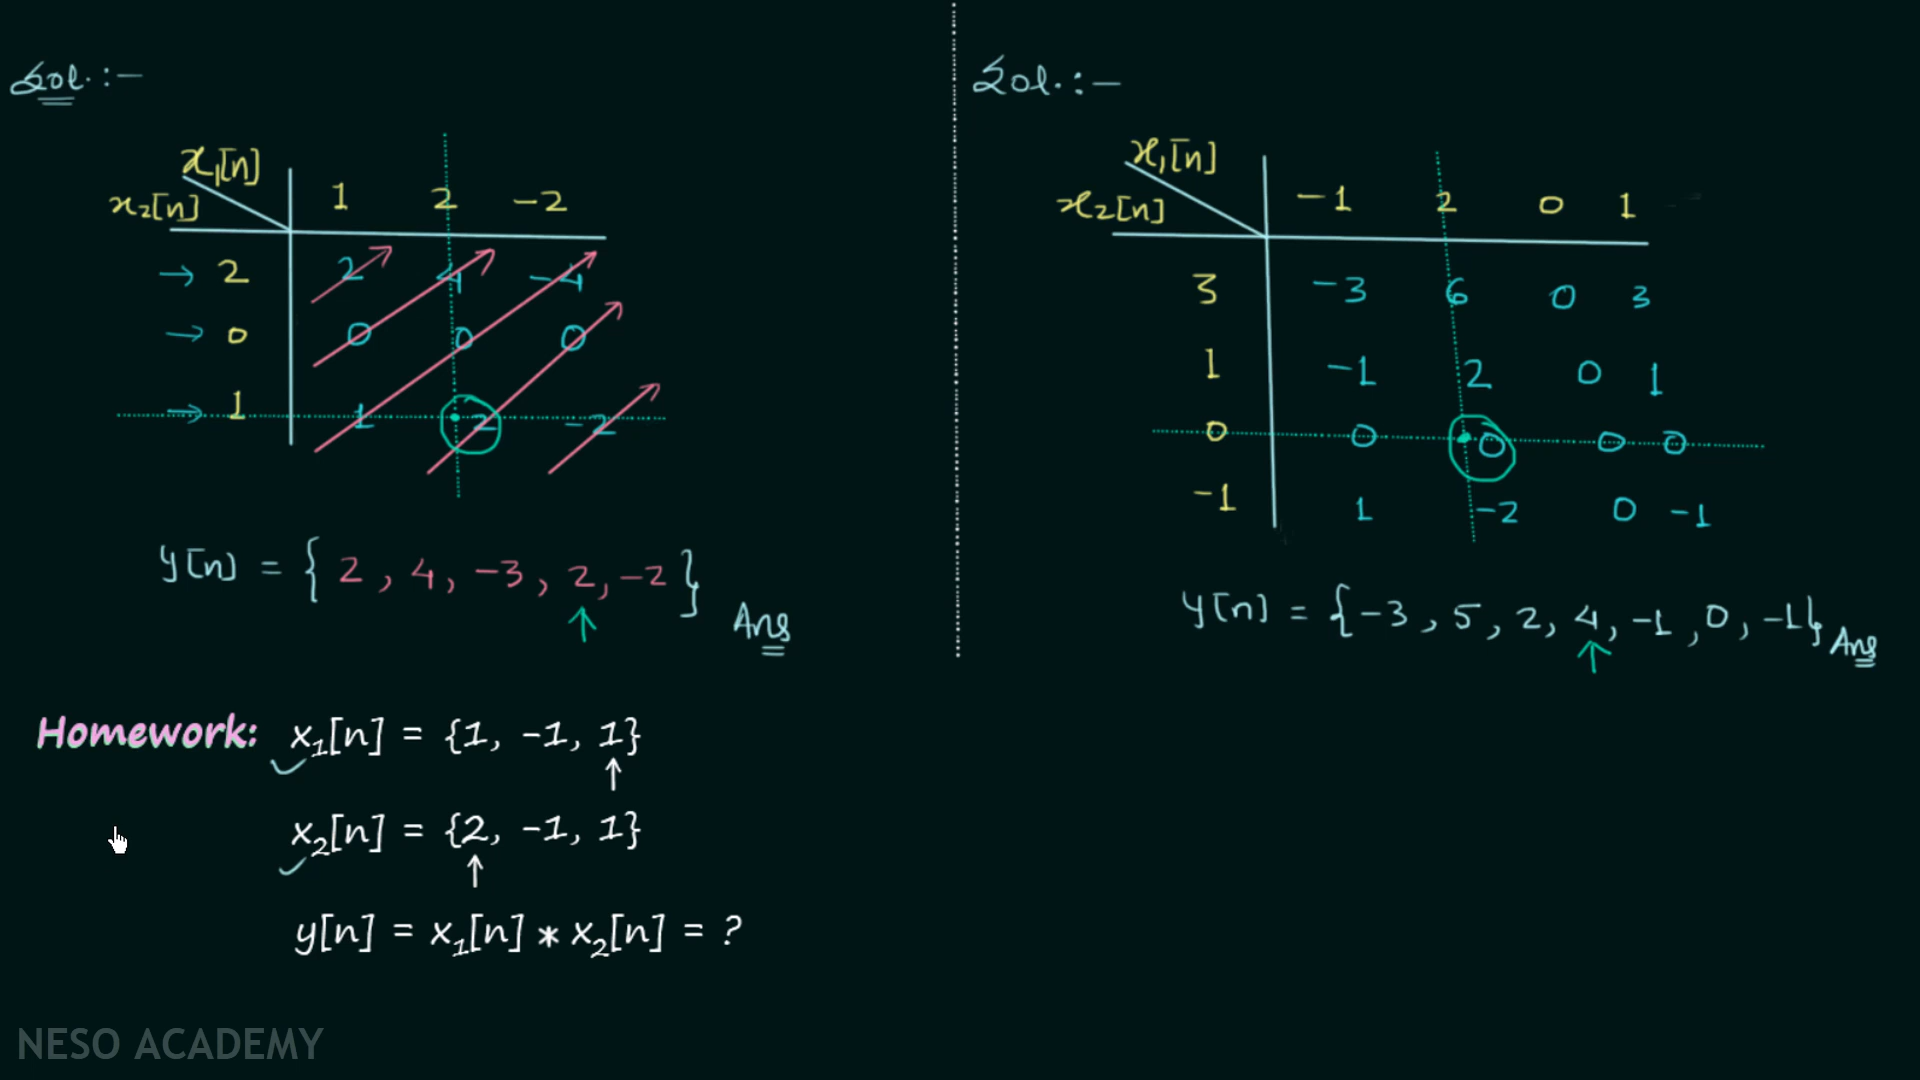 Sol.:-
x₁[n]
x₂[n]
1 2 -2
→ 2 2 4 -4
→ 0 0 0 0
→ 1 1 2 -2
y[n] = { 2 , 4, -3 , 2, -2 }
↑
Ans
Sol.:-
x₁[n]
x₂[n]
-1 2 0 1
3 -3 6 0 3
1 -1 2 0 1
0 0 0 0 0
-1 1 -2 0 -1
y[n] = {-3 , 5, 2, 4, -1 , 0, -1}
↑
Ans
Homework: x₁[n] = {1, -1, 1}
↑
x₂[n] = {2, -1, 1}
↑
y[n] = x₁[n] * x₂[n] = ?
NESO ACADEMY